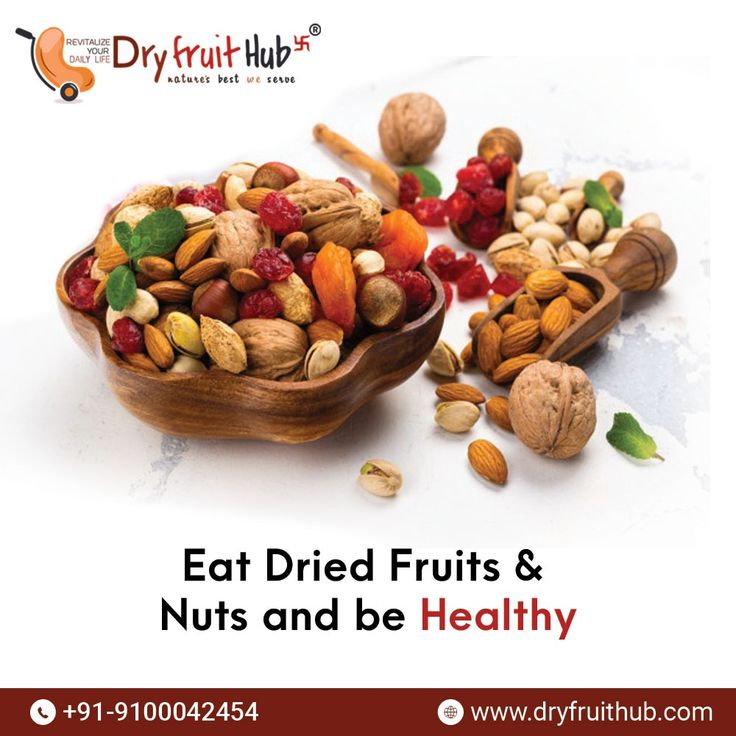 REVITALIZE
YOUR
DAILY LIFE
Dry fruit Hub 卐®
nature's best we serve
Eat Dried Fruits &
Nuts and be Healthy
+91-9100042454
www.dryfruithub.com